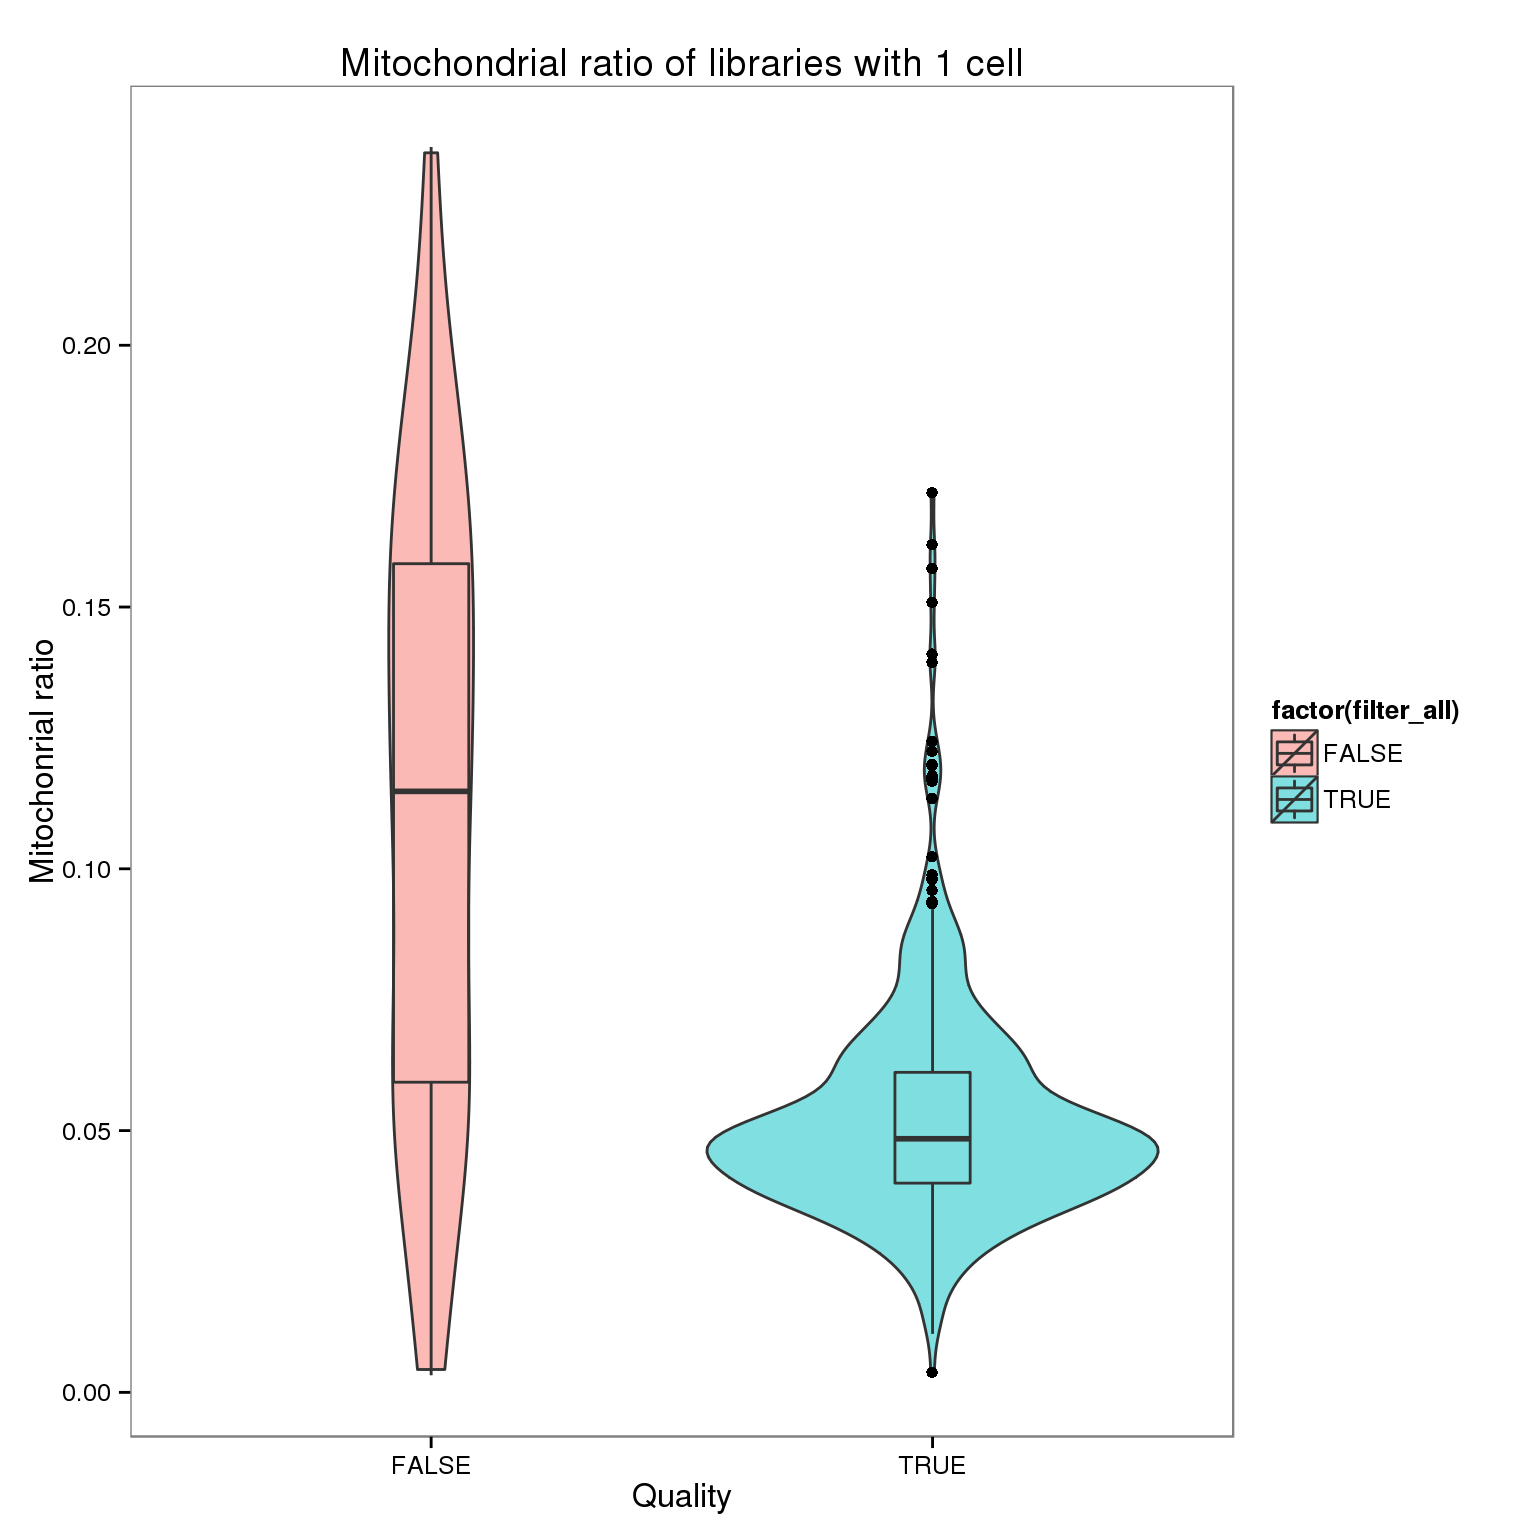 Mitochondrial ratio of libraries with 1 cell
Mitochonrial ratio
0.20
0.15
0.10
0.05
0.00
FALSE
TRUE
Quality
factor(filter_all)
FALSE
TRUE